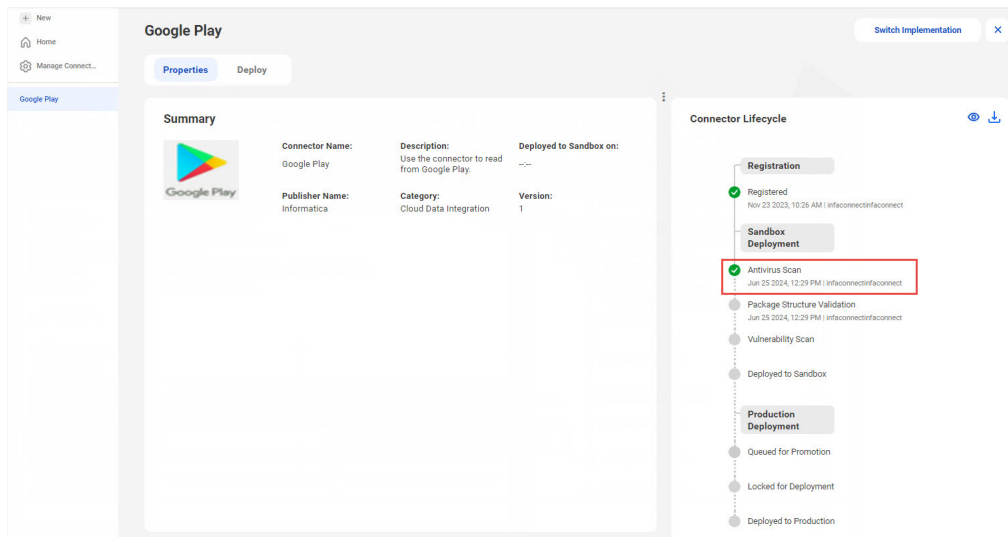 New
Home
Manage Connect...
Google Play
Google Play
Switch Implementation
Properties
Deploy
Summary
Google Play
Connector Name:
Google Play
Description:
Use the connector to read
from Google Play.
Deployed to Sandbox on:
--:--
Publisher Name:
Informatica
Category:
Cloud Data Integration
Version:
1
Connector Lifecycle
Registration
Registered
Nov 23 2023, 10:26 AM | infaconnectinfaconnect
Sandbox
Deployment
Antivirus Scan
Jun 25 2024, 12:29 PM | infaconnectinfaconnect
Package Structure Validation
Jun 25 2024, 12:29 PM | infaconnectinfaconnect
Vulnerability Scan
Deployed to Sandbox
Production
Deployment
Queued for Promotion
Locked for Deployment
Deployed to Production